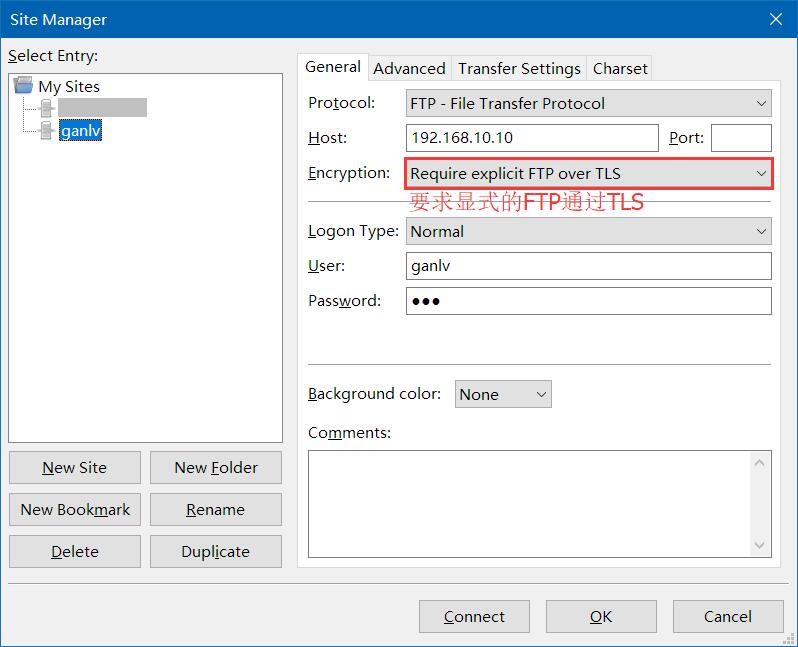 Site Manager
Select Entry:
My Sites
ganlv
General Advanced Transfer Settings Charset
Protocol: FTP - File Transfer Protocol
Host: 192.168.10.10 Port:
Encryption: Require explicit FTP over TLS
要求显式的FTP通过TLS
Logon Type: Normal
User: ganlv
Password: ●●●
Background color: None
Comments:
New Site New Folder
New Bookmark Rename
Delete Duplicate
Connect OK Cancel